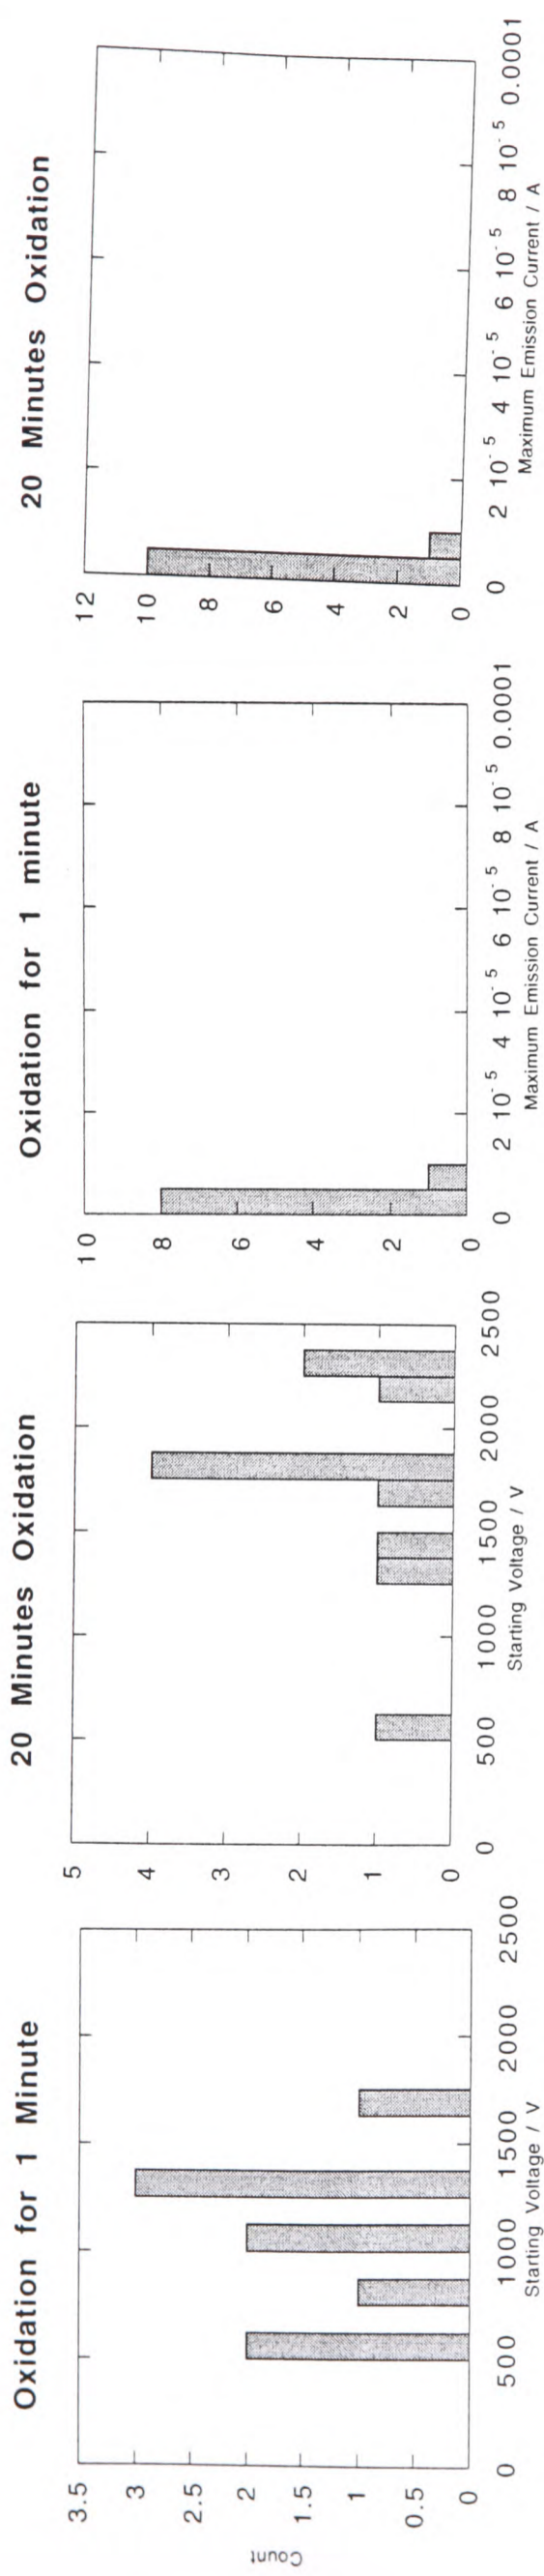 Oxidation for 1 Minute
3.5
3
2.5
2
1.5
1
0.5
0
Count
0 500 1000 1500 2000 2500
Starting Voltage / V
20 Minutes Oxidation
5
4
3
2
1
0
0 500 1000 1500 2000 2500
Starting Voltage / V
Oxidation for 1 minute
10
8
6
4
2
0
0 2 10⁻⁵ 4 10⁻⁵ 6 10⁻⁵ 8 10⁻⁵ 0.0001
Maximum Emission Current / A
20 Minutes Oxidation
12
10
8
6
4
2
0
0 2 10⁻⁵ 4 10⁻⁵ 6 10⁻⁵ 8 10⁻⁵ 0.0001
Maximum Emission Current / A